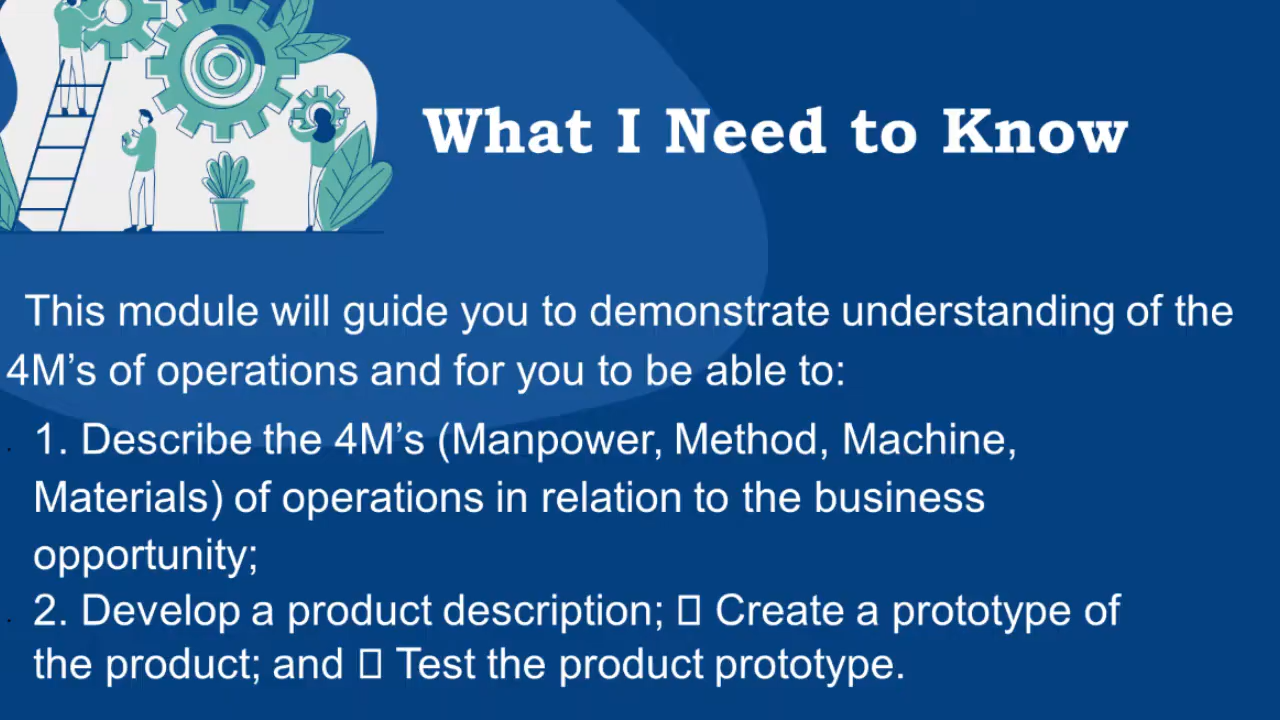 What I Need to Know
This module will guide you to demonstrate understanding of the
4M’s of operations and for you to be able to:
1. Describe the 4M’s (Manpower, Method, Machine,
Materials) of operations in relation to the business
opportunity;
2. Develop a product description; ▯ Create a prototype of
the product; and ▯ Test the product prototype.